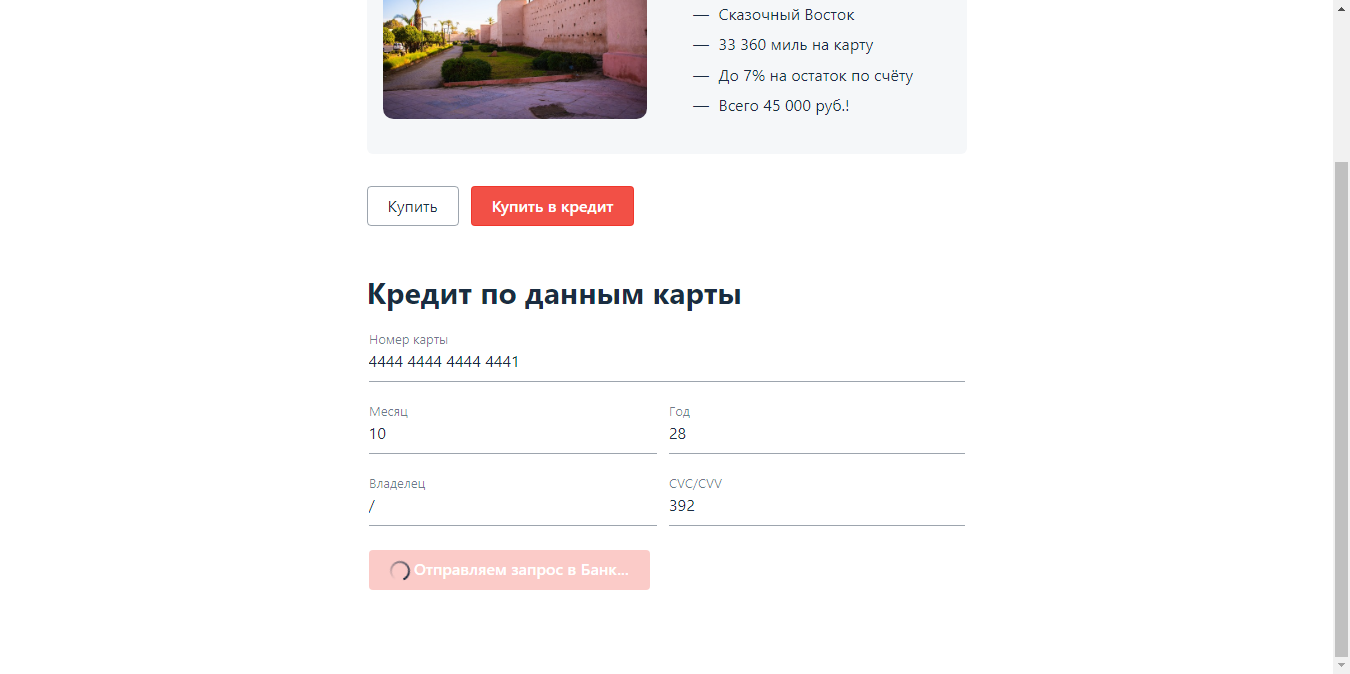 — Сказочный Восток
— 33 360 миль на карту
— До 7% на остаток по счёту
— Всего 45 000 руб.!
Купить Купить в кредит
Кредит по данным карты
Номер карты
4444 4444 4444 4441
Месяц Год
10 28
Владелец CVC/CVV
/ 392
Отправляем запрос в Банк...